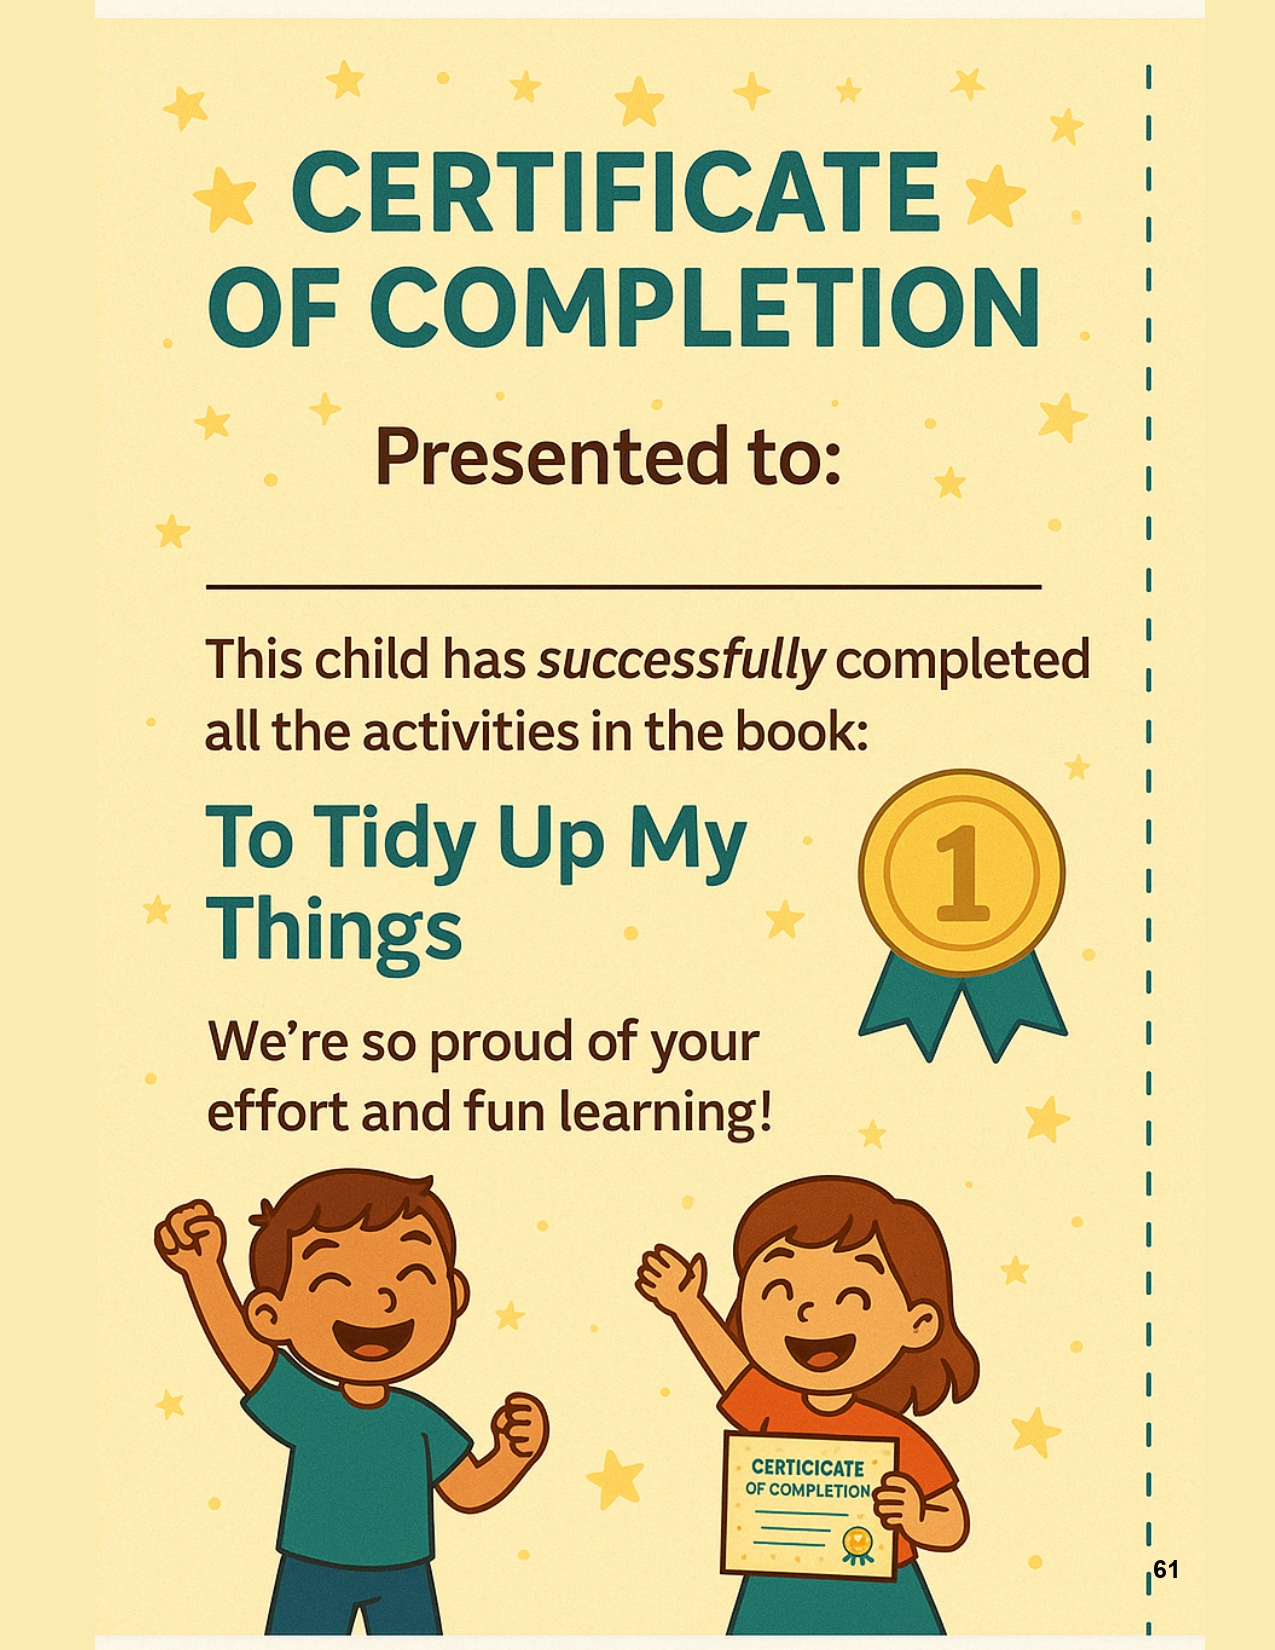 CERTIFICATE
OF COMPLETION
Presented to:
This child has successfully completed
all the activities in the book:
To Tidy Up My
Things
1
We’re so proud of your
effort and fun learning!
CERTICICATE
OF COMPLETION
61